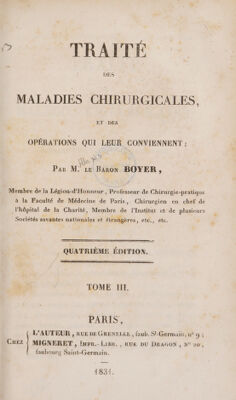 TRAITÉ
DES
MALADIES CHIRURGICALES,
ET DES
OPÉRATIONS QUI LEUR CONVIENNENT;
PAR M. LE BARON BOYER,
Membre de la Légion-d'Honneur, Professeur de Chirurgie-pratique
à la Faculté de Médecine de Paris, Chirurgien en chef de
l'hôpital de la Charité, Membre de l'Institut et de plusieurs
Sociétés savantes nationales et étrangères, etc., etc.
QUATRIÈME ÉDITION.
TOME III.
PARIS,
CHEZ
L'AUTEUR, RUE DE GRENELLE, faub. St-Germain, n° 9;
MIGNERET, IMPR.-LIBR., RUE DU DRAGON, N° 20,
faubourg Saint-Germain.
1831.